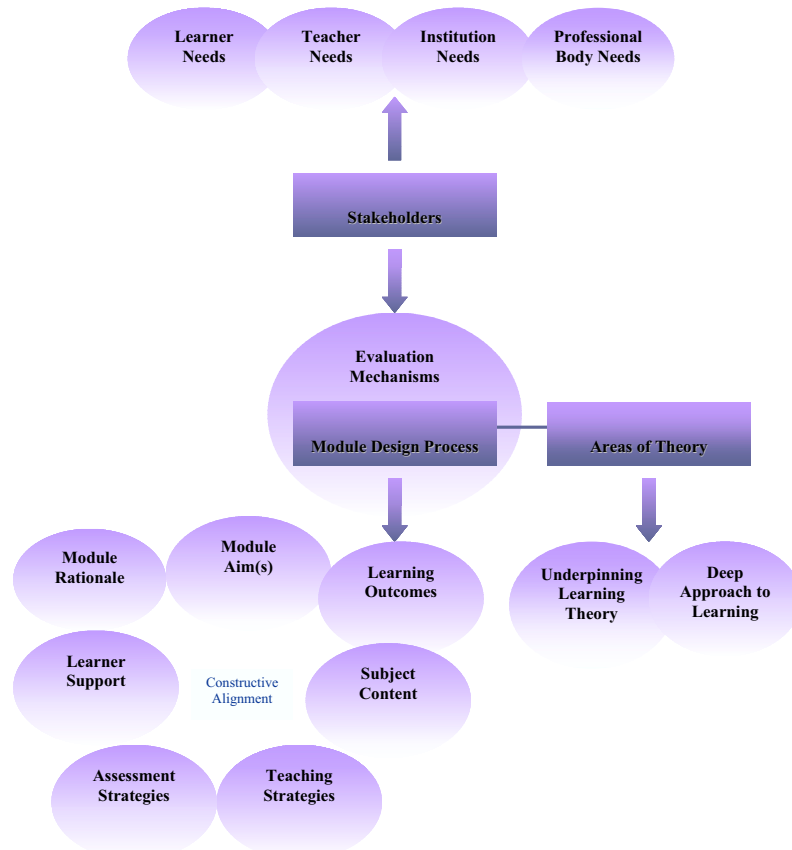 Learner
Needs
Teacher
Needs
Institution
Needs
Professional
Body Needs
Stakeholders
Evaluation
Mechanisms
Module Design Process
Areas of Theory
Module
Rationale
Module
Aim(s)
Learning
Outcomes
Underpinning
Learning
Theory
Deep
Approach to
Learning
Learner
Support
Constructive
Alignment
Subject
Content
Assessment
Strategies
Teaching
Strategies